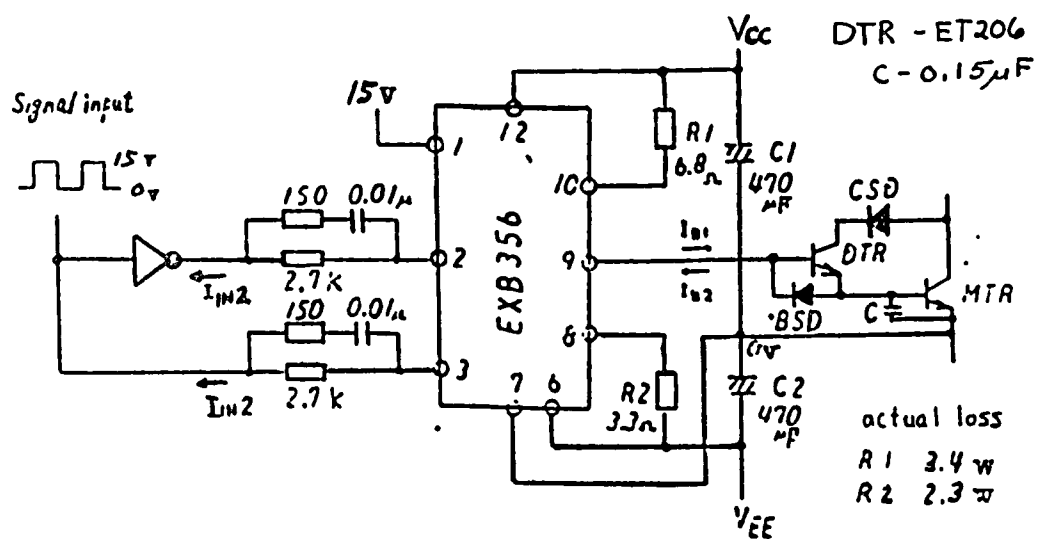 DTR - ET206
C - 0.15μF
Vcc
Signal input
15v
0v
15v
1
12
10
R1
6.8Ω
C1
470
μF
150
0.01μ
2.7k
IIN2
2
EXB356
9
IB1
IB2
CSD
DTR
MTR
BSD
C
150
0.01μ
2.7k
IIN2
3
8
7
6
R2
3.3Ω
C2
470
μF
VEE
actual loss
R1 3.4 w
R2 2.3 w